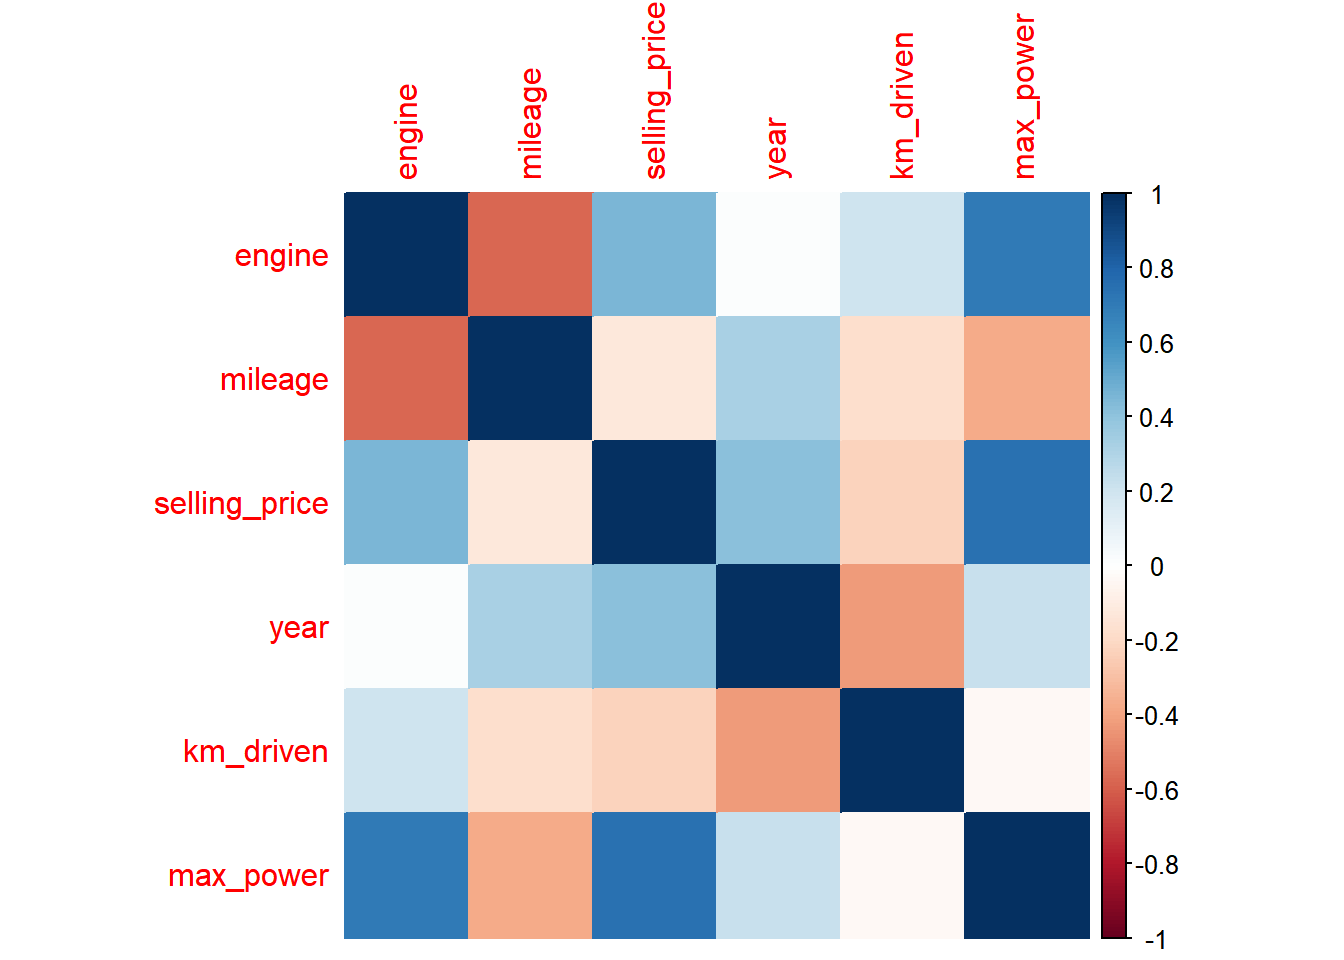 engine
mileage
selling_price
year
km_driven
max_power
engine
mileage
selling_price
year
km_driven
max_power
1
0.8
0.6
0.4
0.2
0
-0.2
-0.4
-0.6
-0.8
-1